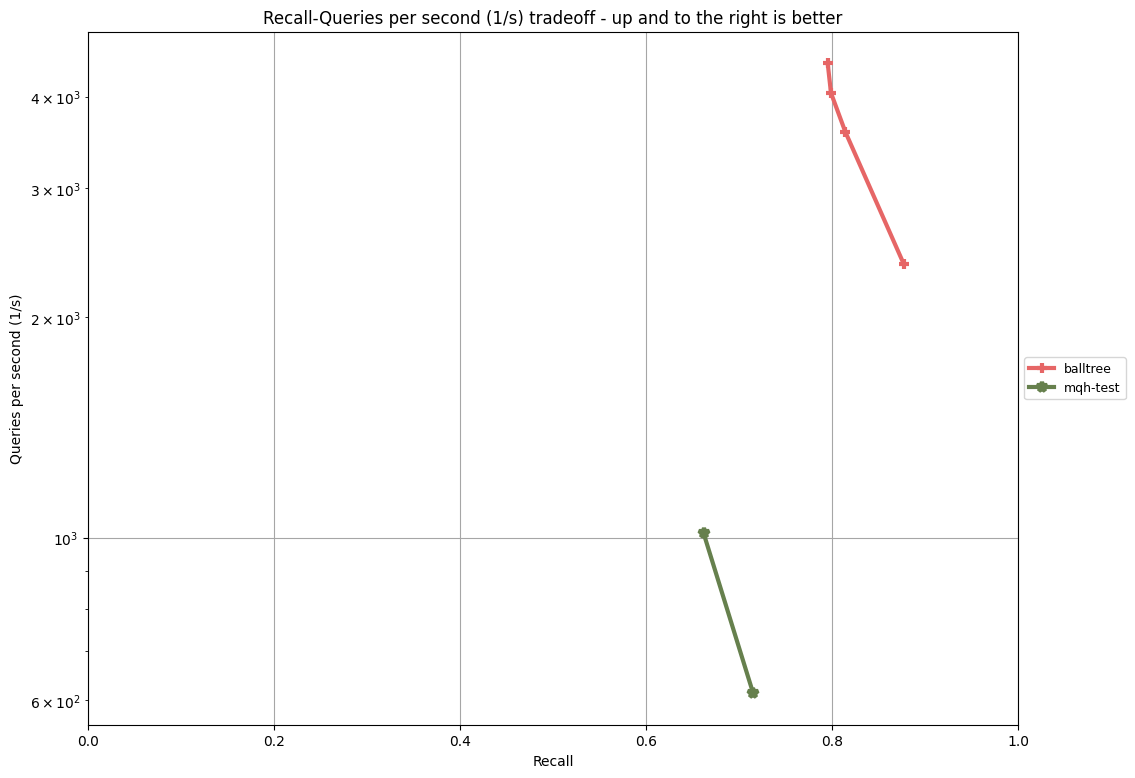 Recall-Queries per second (1/s) tradeoff - up and to the right is better
Queries per second (1/s)
4 × 10³
3 × 10³
2 × 10³
10³
6 × 10²
0.0 0.2 0.4 0.6 0.8 1.0
Recall
balltree
mqh-test